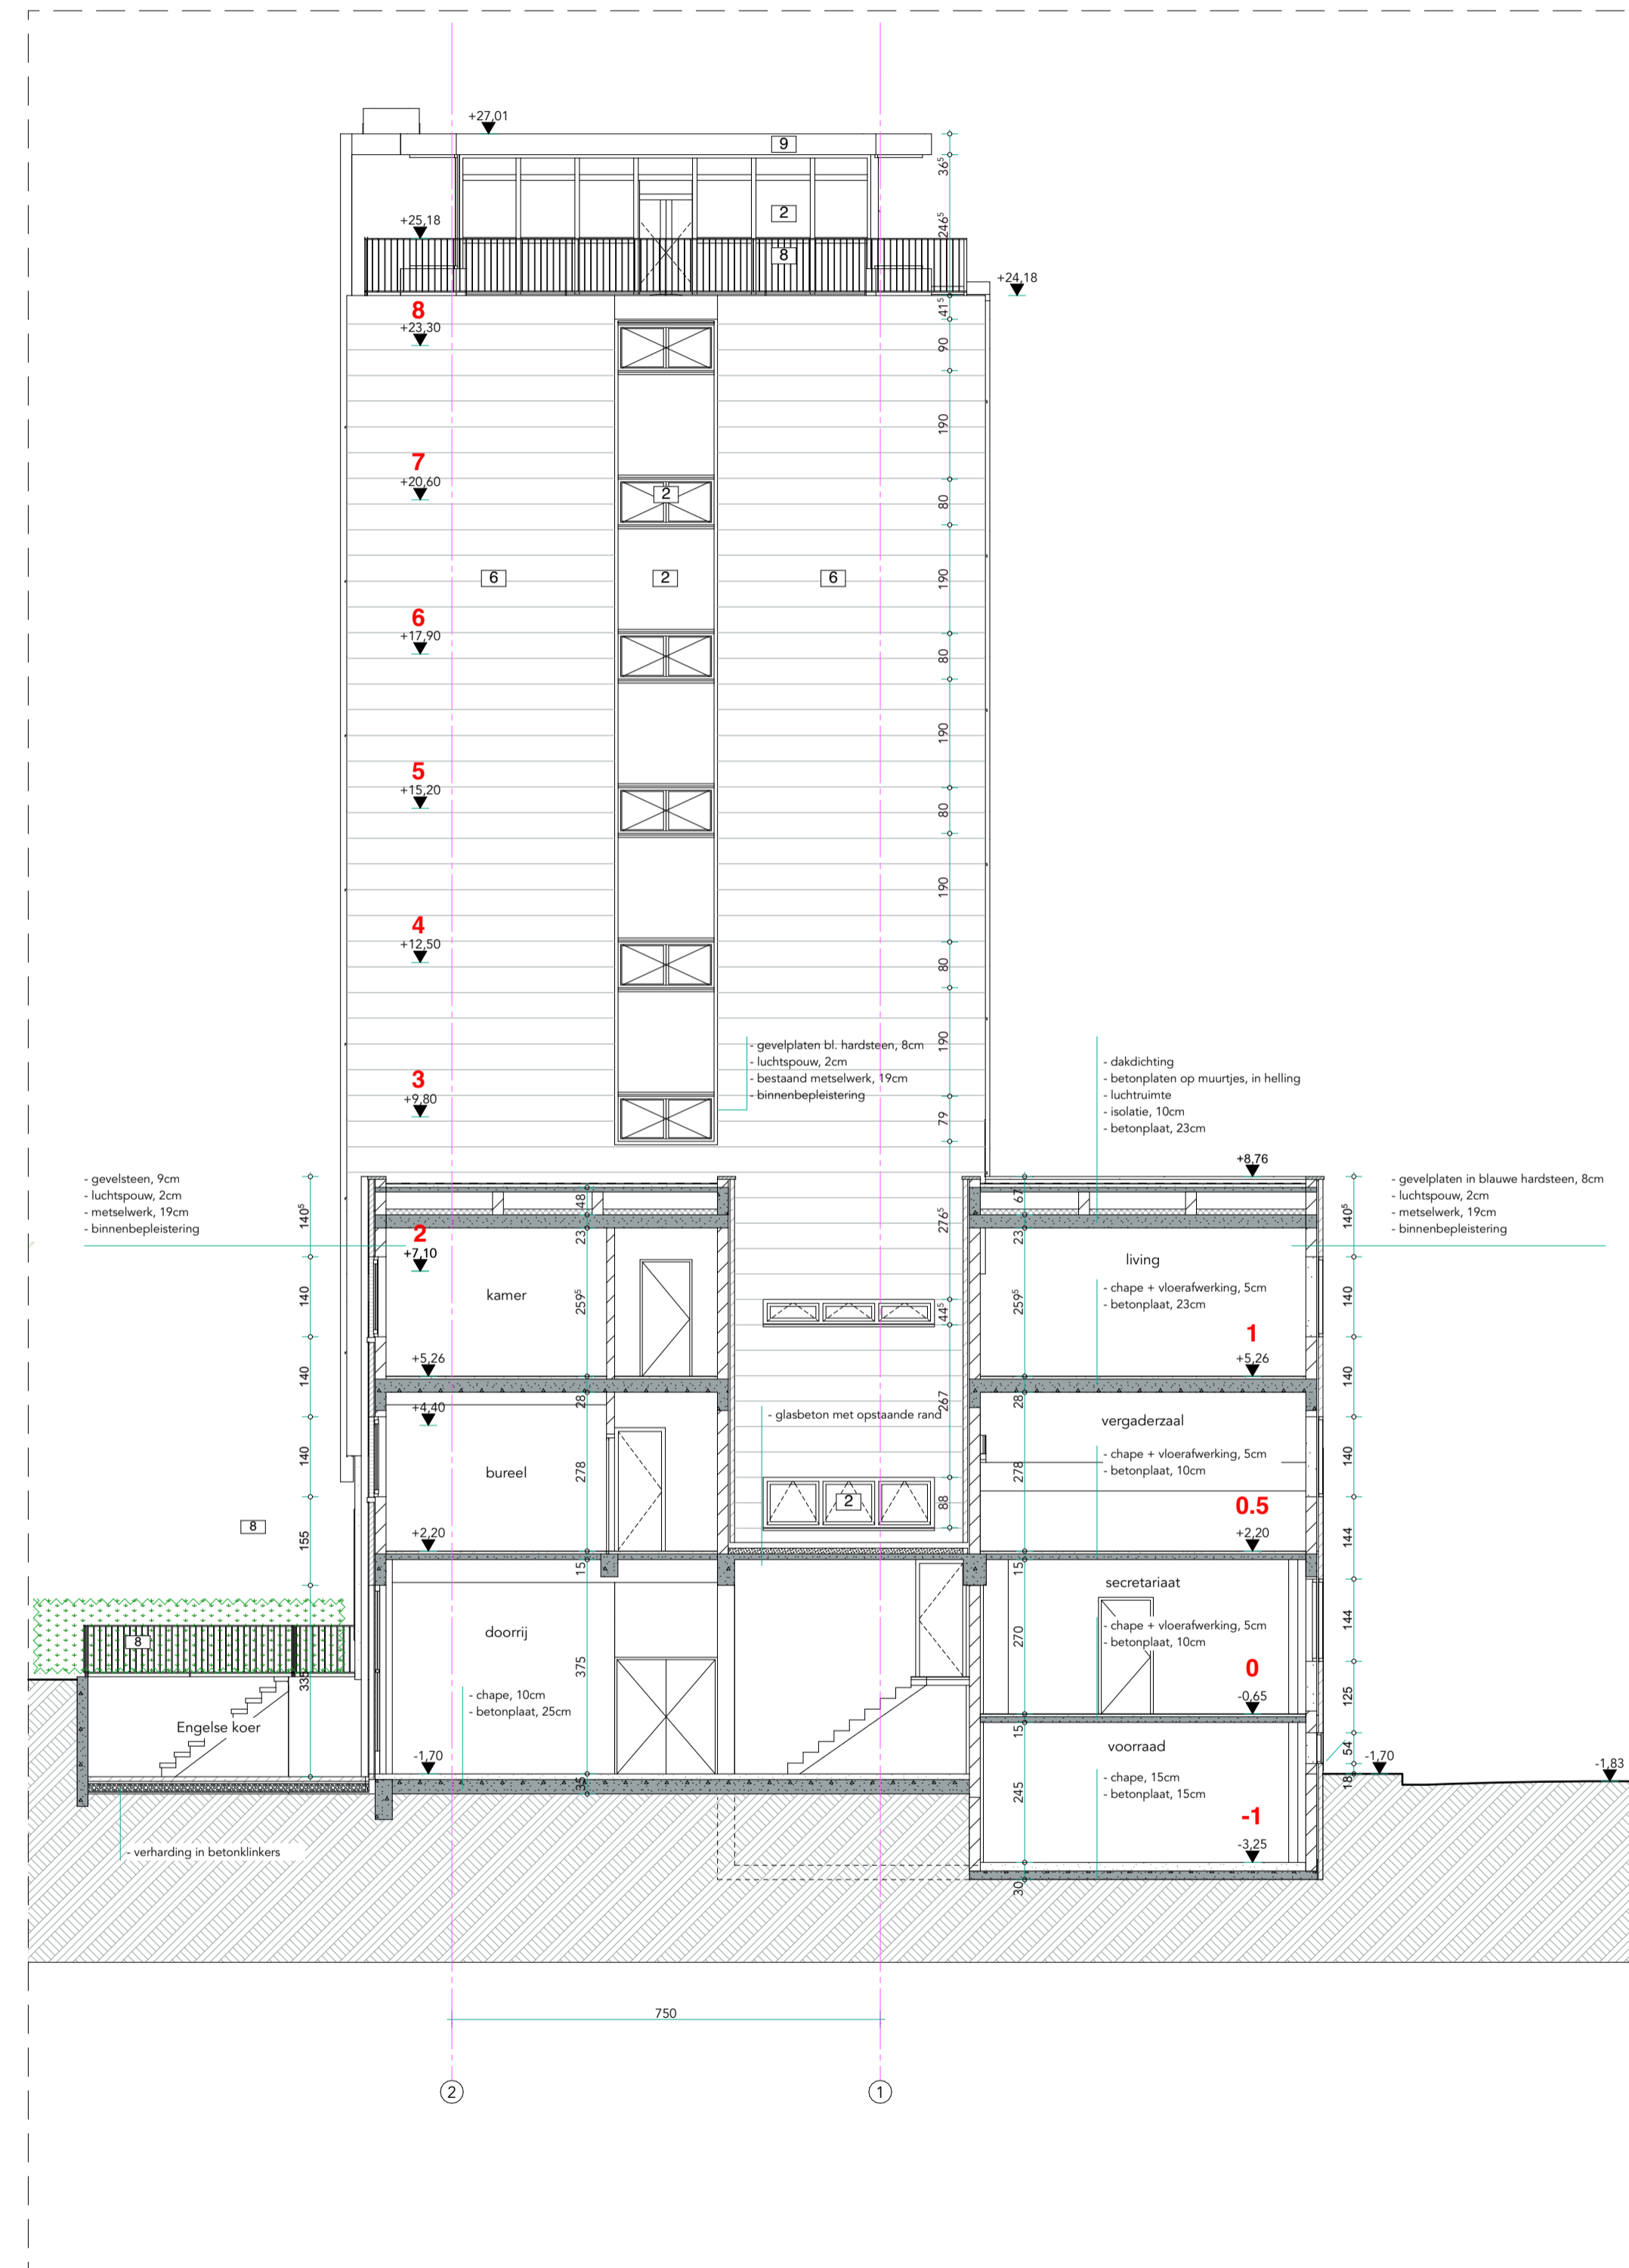 +27,01
9
36⁵
+25,18
2
246⁵
8
+24,18
8
+23,30
41⁵
90
190
7
+20,60
2
80
6
2
6
190
6
+17,90
80
190
5
+15,20
80
190
4
+12,50
80
190
- gevelplaten bl. hardsteen, 8cm
- luchtspouw, 2cm
- bestaand metselwerk, 19cm
- binnenbepleistering
- dakdichting
- betonplaten op muurtjes, in helling
- luchtruimte
- isolatie, 10cm
- betonplaat, 23cm
3
+9,80
79
+8,76
- gevelsteen, 9cm
- luchtspouw, 2cm
- metselwerk, 19cm
- binnenbepleistering
- gevelplaten in blauwe hardsteen, 8cm
- luchtspouw, 2cm
- metselwerk, 19cm
- binnenbepleistering
140⁵
48
276⁵
67
140⁵
2
+7,10
23
23
living
kamer
- chape + vloerafwerking, 5cm
- betonplaat, 23cm
140
259⁵
44⁵
259⁵
140
1
+5,26
+5,26
140
28
267
28
140
+4,40
- glasbeton met opstaande rand
vergaderzaal
- chape + vloerafwerking, 5cm
- betonplaat, 10cm
bureel
140
278
88
278
140
2
0.5
8
+2,20
+2,20
155
15
15
144
secretariaat
- chape + vloerafwerking, 5cm
- betonplaat, 10cm
doorrij
8
335
375
270
144
0
-0,65
- chape, 10cm
- betonplaat, 25cm
125
Engelse koer
15
voorraad
54
-1,70
-1,70
-1,83
18
- chape, 15cm
- betonplaat, 15cm
35
245
-1
-3,25
- verharding in betonklinkers
30
750
2
1